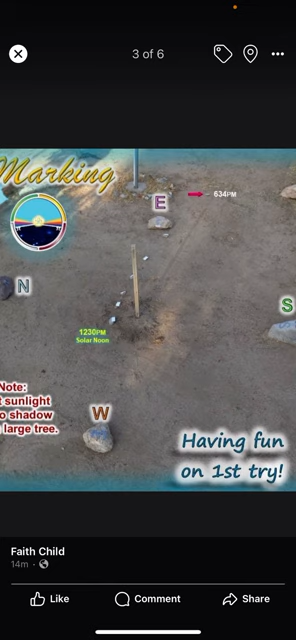 3 of 6
Marking
E
634PM
N
S
1230PM
Solar Noon
Note:
sunlight
shadow
large tree.
W
Having fun
on 1st try!
Faith Child
14m
Like
Comment
Share